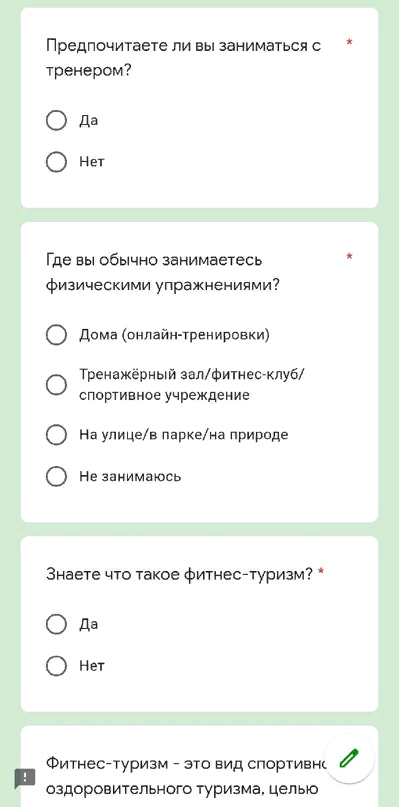 Предпочитаете ли вы заниматься с *
тренером?
Да
Нет
Где вы обычно занимаетесь *
физическими упражнениями?
Дома (онлайн-тренировки)
Тренажёрный зал/фитнес-клуб/
спортивное учреждение
На улице/в парке/на природе
Не занимаюсь
Знаете что такое фитнес-туризм? *
Да
Нет
Фитнес-туризм - это вид
оздоровительного туризма, целью